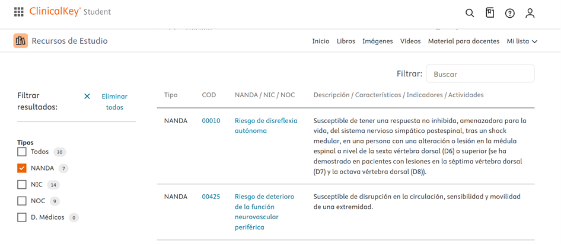 ClinicalKey® Student
Recursos de Estudio
Inicio Libros Imágenes Vídeos Material para docentes Mi lista
Filtrar: Buscar
Filtrar resultados:
✕ Eliminar todos
Tipo COD NANDA / NIC / NOC Descripción / Características / Indicadores / Actividades
Tipos
Todos
NANDA 7
NIC 14
NOC 9
D. Médicos 0
NANDA 00010 Riesgo de disreflexia autónoma
Susceptible de tener una respuesta no inhibida, amenazadora para la
vida, del sistema nervioso simpático postespinal, tras un shock
medular, en una persona con una alteración o lesión en la médula
espinal a nivel de la sexta vértebra dorsal (D6) o superior (se ha
demostrado en pacientes con lesiones en la séptima vértebra dorsal
(D7) y la octava vértebra dorsal (D8)).
NANDA 00425 Riesgo de deterioro de la función neurovascular periférica
Susceptible de disrupción en la circulación, sensibilidad y movilidad
de una extremidad.